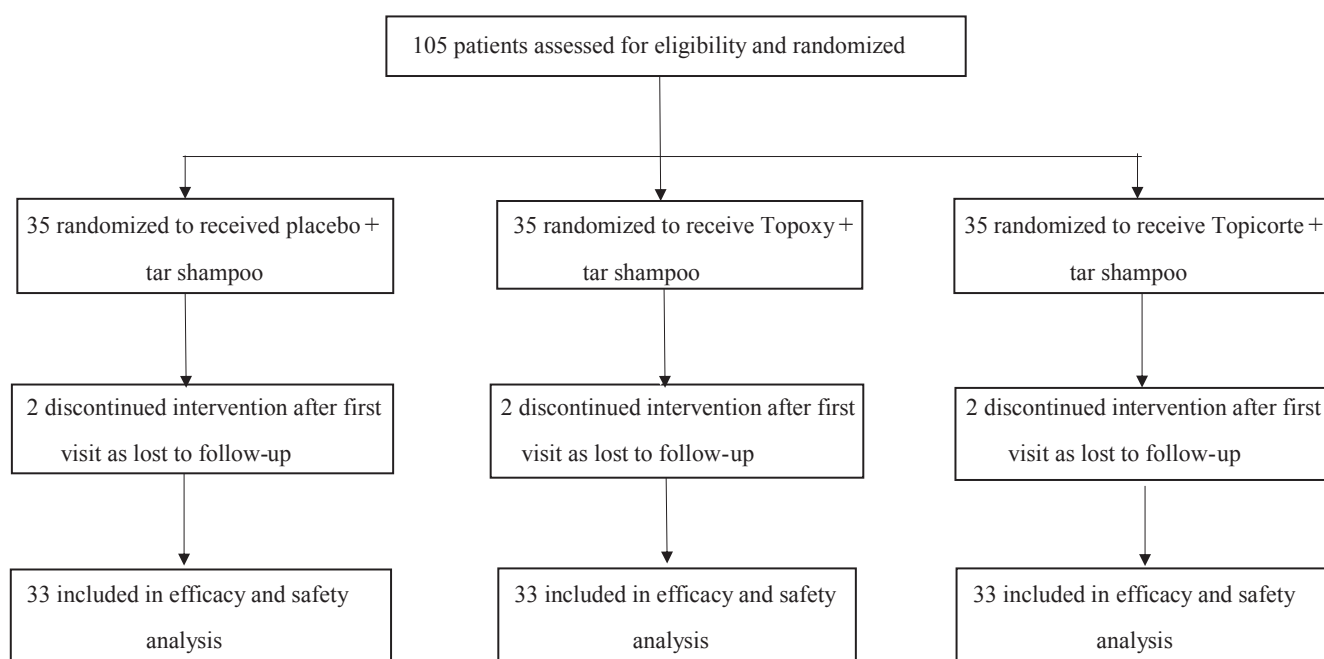 105 patients assessed for eligibility and randomized
35 randomized to received placebo +
tar shampoo
35 randomized to receive Topoxy +
tar shampoo
35 randomized to receive Topicorte +
tar shampoo
2 discontinued intervention after first
visit as lost to follow-up
2 discontinued intervention after first
visit as lost to follow-up
2 discontinued intervention after first
visit as lost to follow-up
33 included in efficacy and safety
analysis
33 included in efficacy and safety
analysis
33 included in efficacy and safety
analysis